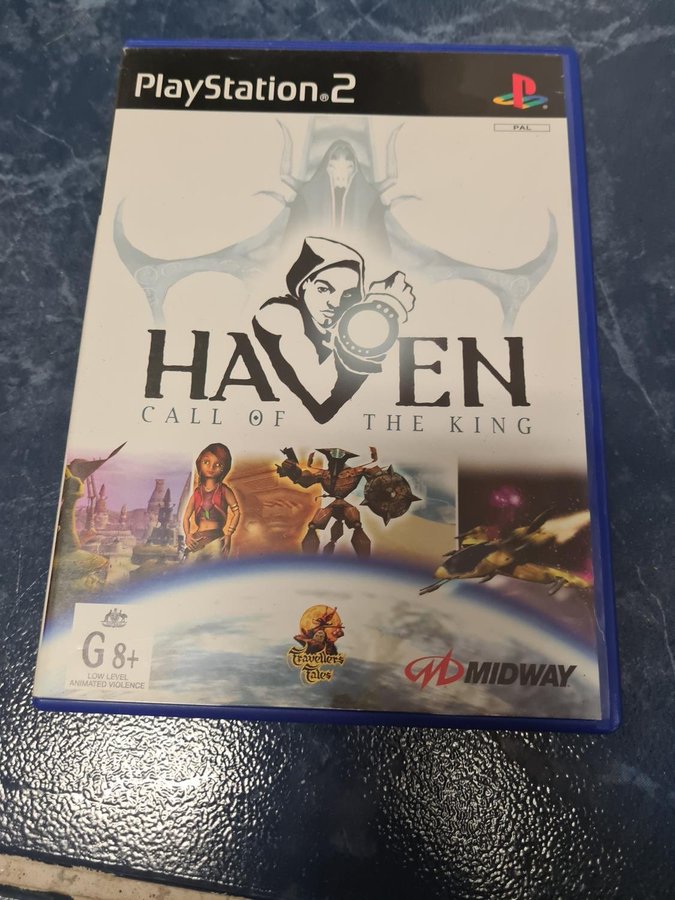 PlayStation®2
PAL
HAVEN
CALL OF THE KING
G 8+
LOW LEVEL
ANIMATED VIOLENCE
Traveller's
Tales
MIDWAY